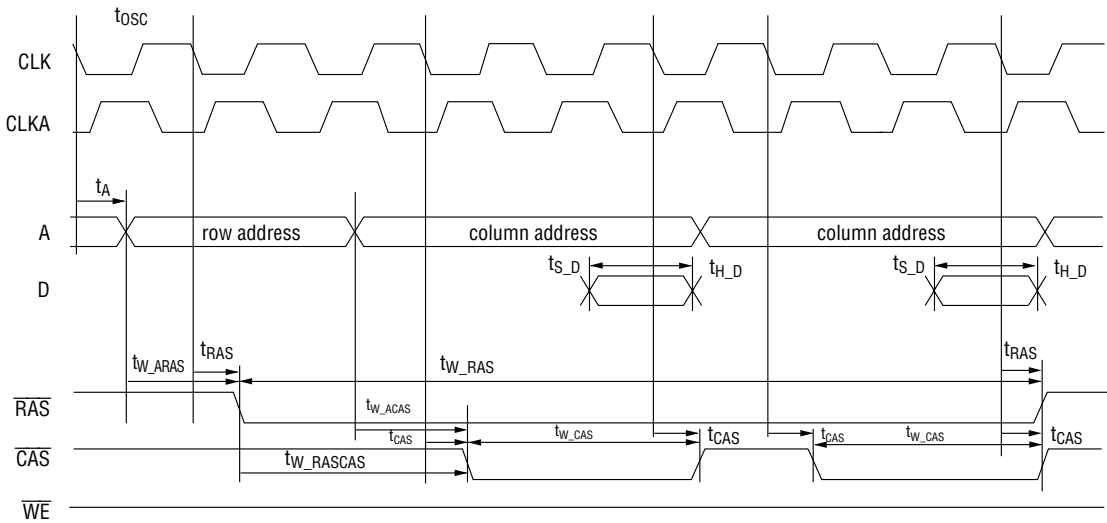 tOSC
CLK
CLKA
tA
A row address column address column address
tS_D tH_D tS_D tH_D
D
tRAS tRAS
tW_ARAS tW_RAS
RAS
tW_ACAS
tCAS tW_CAS tCAS tCAS tW_CAS tCAS
CAS
tW_RASCAS
WE